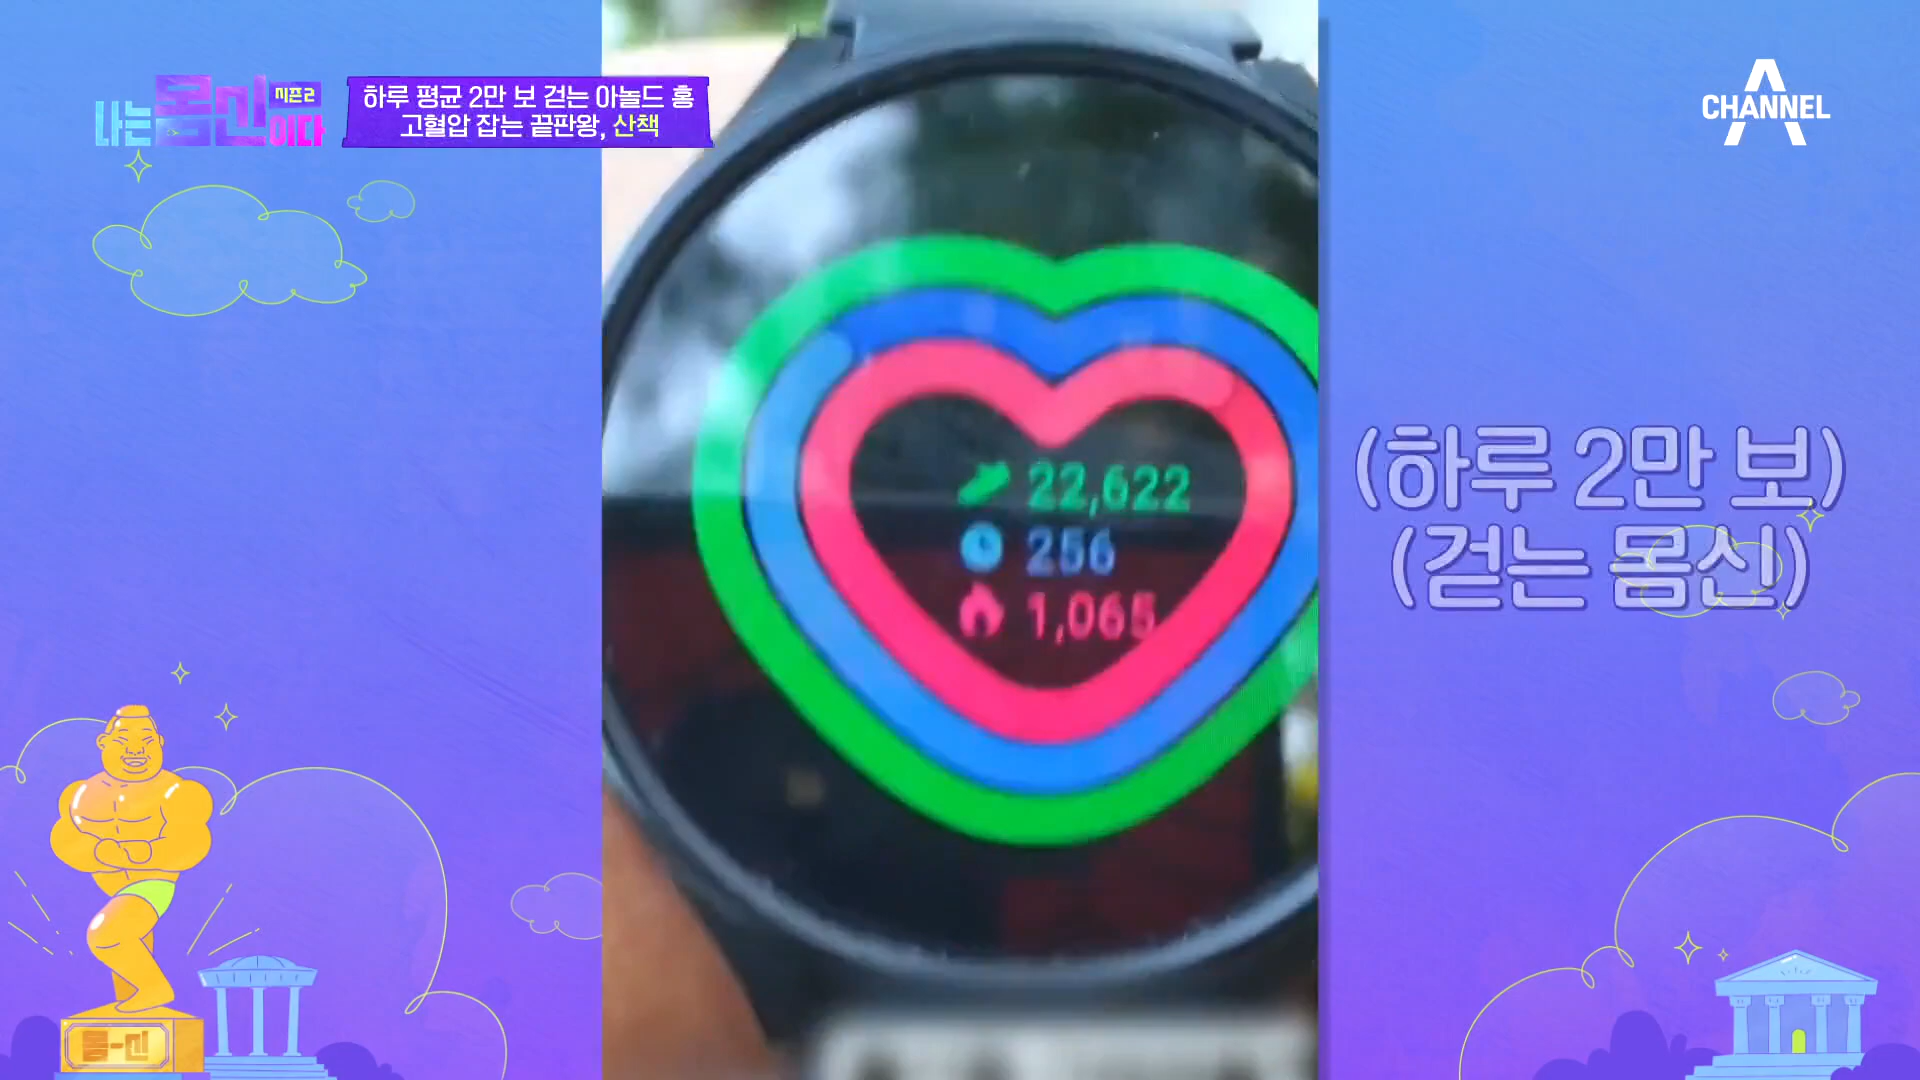 나는 몸신이다 시즌2
하루 평균 2만 보 걷는 아놀드 홍
고혈압 잡는 끝판왕, 산책
CHANNEL A
22,622
256
1,065
(하루 2만 보)
(걷는 몸신)
몸-신